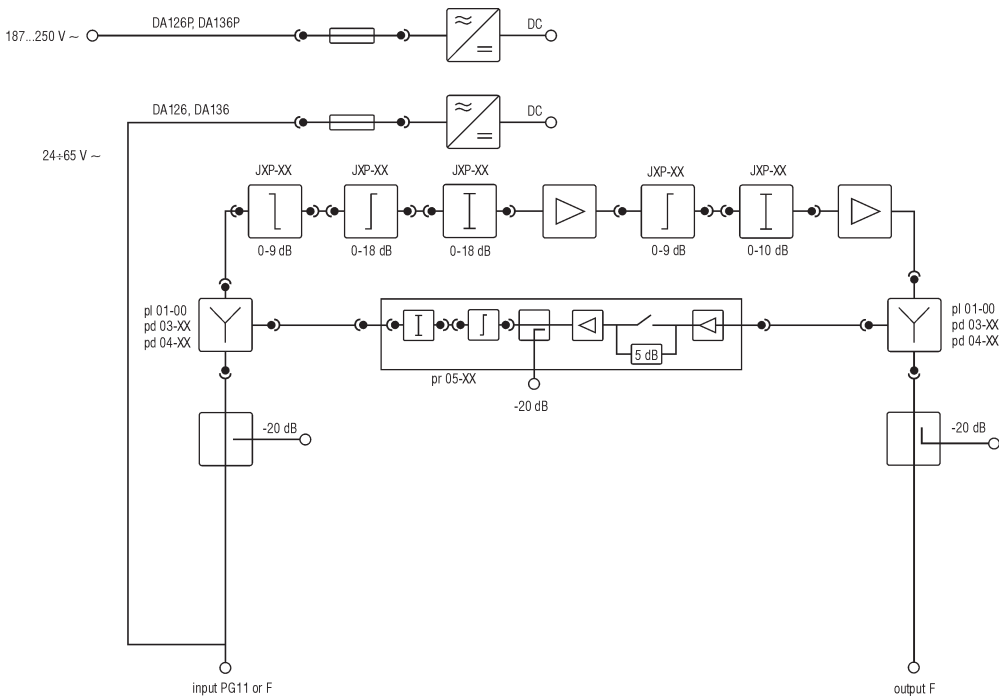 DA126P, DA136P
187...250 V ~
DC
DA126, DA136
DC
24÷65 V ~
JXP-XX
JXP-XX
JXP-XX
JXP-XX
JXP-XX
0-9 dB
0-18 dB
0-18 dB
0-9 dB
0-10 dB
pl 01-00
pd 03-XX
pd 04-XX
5 dB
pr 05-XX
-20 dB
pl 01-00
pd 03-XX
pd 04-XX
-20 dB
-20 dB
input PG11 or F
output F